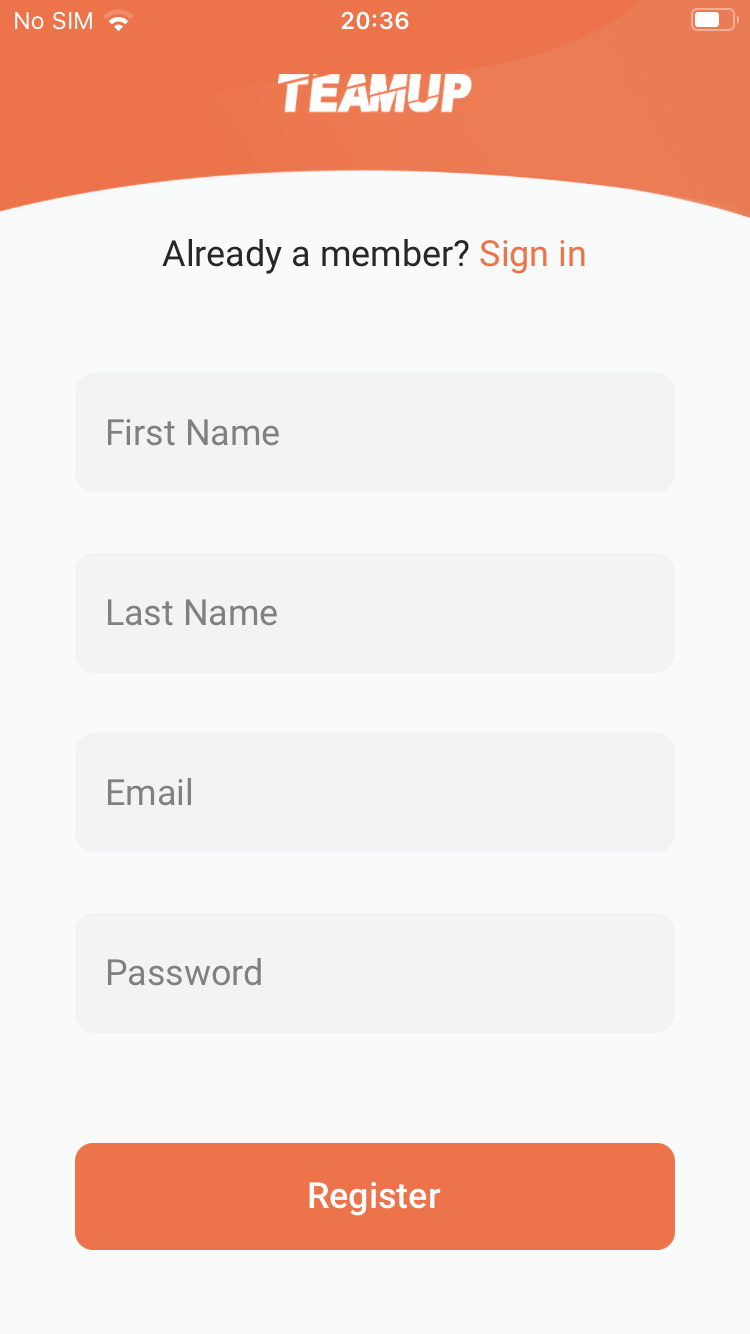 No SIM 20:36
TEAMUP
Already a member? Sign in
First Name
Last Name
Email
Password
Register